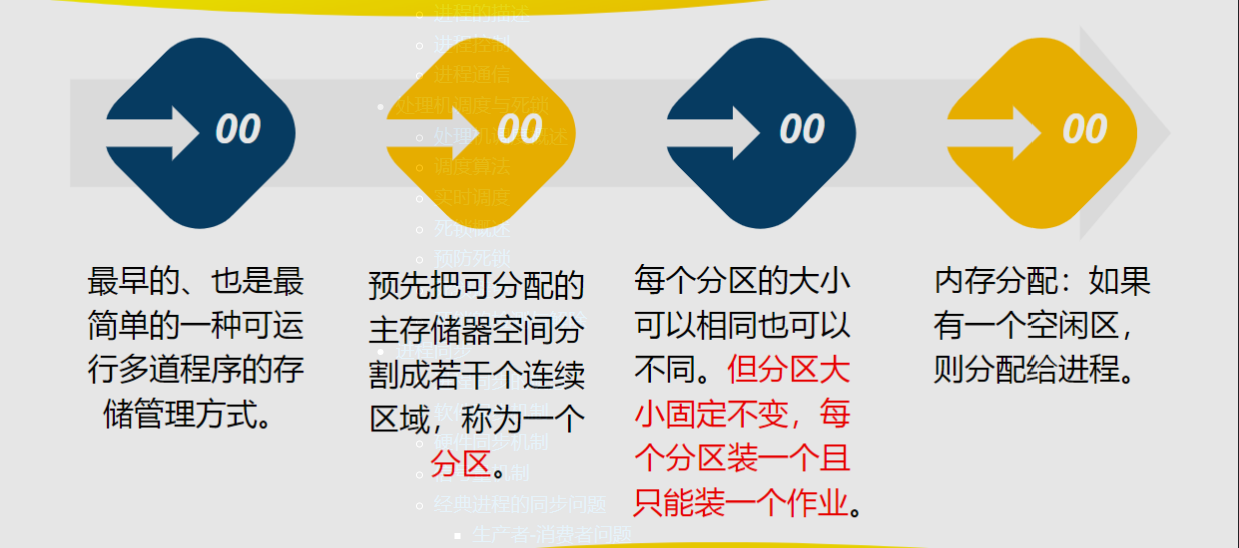 进程的描述
进程控制
进程通信
处理机调度与死锁
调度算法
实时调度
死锁概述
预防死锁
00
00
00
00
最早的、也是最
简单的一种可运
行多道程序的存
储管理方式。
预先把可分配的
主存储器空间分
割成若干个连续
区域，称为一个
分区。
每个分区的大小
可以相同也可以
不同。但分区大
小固定不变，每
个分区装一个且
只能装一个作业。
内存分配：如果
有一个空闲区，
则分配给进程。
硬件同步机制
经典进程的同步问题
生产者-消费者问题